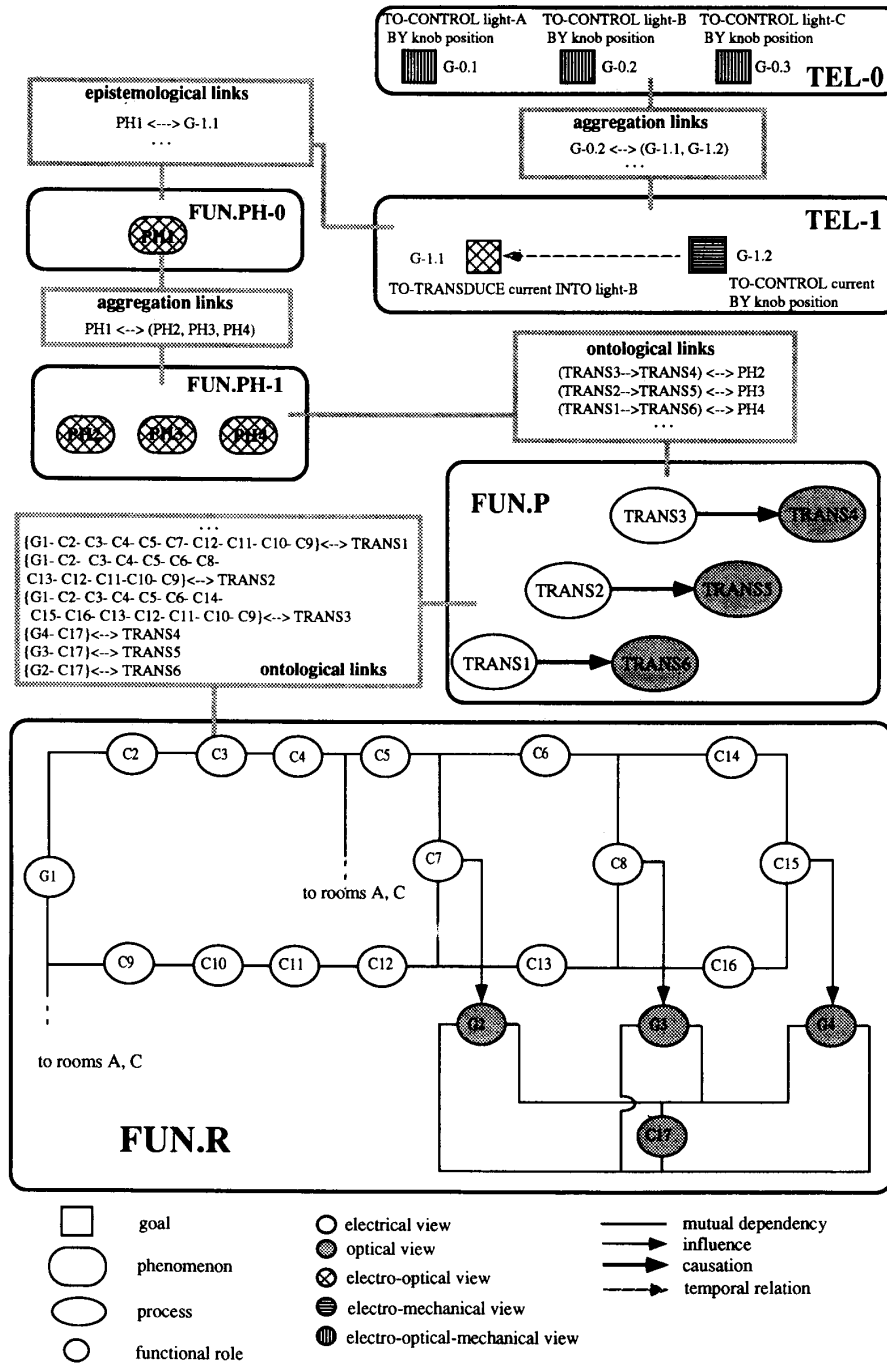 TO-CONTROL light-A
BY knob position
G-0.1
TO-CONTROL light-B
BY knob position
G-0.2
TO-CONTROL light-C
BY knob position
G-0.3
TEL-0
epistemological links
PH1 <---> G-1.1
. . .
aggregation links
G-0.2 <--> (G-1.1, G-1.2)
...
FUN.PH-0
PH1
TEL-1
G-1.1
TO-TRANSDUCE current INTO light-B
G-1.2
TO-CONTROL current
BY knob position
aggregation links
PH1 <--> (PH2, PH3, PH4)
FUN.PH-1
PH2
PH3
PH4
ontological links
(TRANS3-->TRANS4) <--> PH2
(TRANS2-->TRANS5) <--> PH3
(TRANS1-->TRANS6) <--> PH4
. . .
FUN.P
TRANS3
TRANS4
TRANS2
TRANS5
TRANS1
TRANS6
. . .
{G1- C2- C3- C4- C5- C7- C12- C11- C10- C9}<--> TRANS1
{G1- C2- C3- C4- C5- C6- C8-
C13- C12- C11-C10- C9}<--> TRANS2
{G1- C2- C3- C4- C5- C6- C14-
C15- C16- C13- C12- C11- C10- C9}<--> TRANS3
{G4- C17}<--> TRANS4
{G3- C17}<--> TRANS5
{G2- C17}<--> TRANS6
ontological links
C2
C3
C4
C5
C6
C14
G1
C7
C8
C15
to rooms A, C
C9
C10
C11
C12
C13
C16
G2
G3
G4
to rooms A, C
C17
FUN.R
goal
phenomenon
process
functional role
electrical view
optical view
electro-optical view
electro-mechanical view
electro-optical-mechanical view
mutual dependency
influence
causation
temporal relation